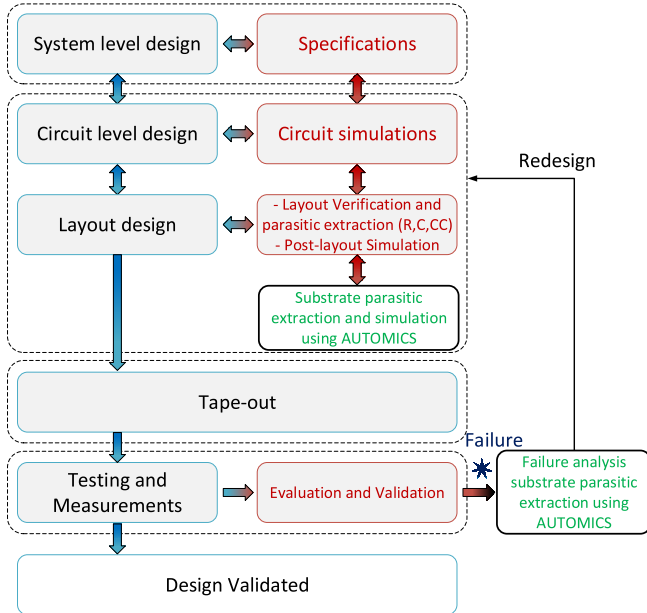 System level design
Specifications
Circuit level design
Circuit simulations
Redesign
Layout design
- Layout Verification and
parasitic extraction (R,C,CC)
- Post-layout Simulation
Substrate parasitic
extraction and simulation
using AUTOMICS
Tape-out
Failure
Testing and
Measurements
Evaluation and Validation
Failure analysis
substrate parasitic
extraction using
AUTOMICS
Design Validated